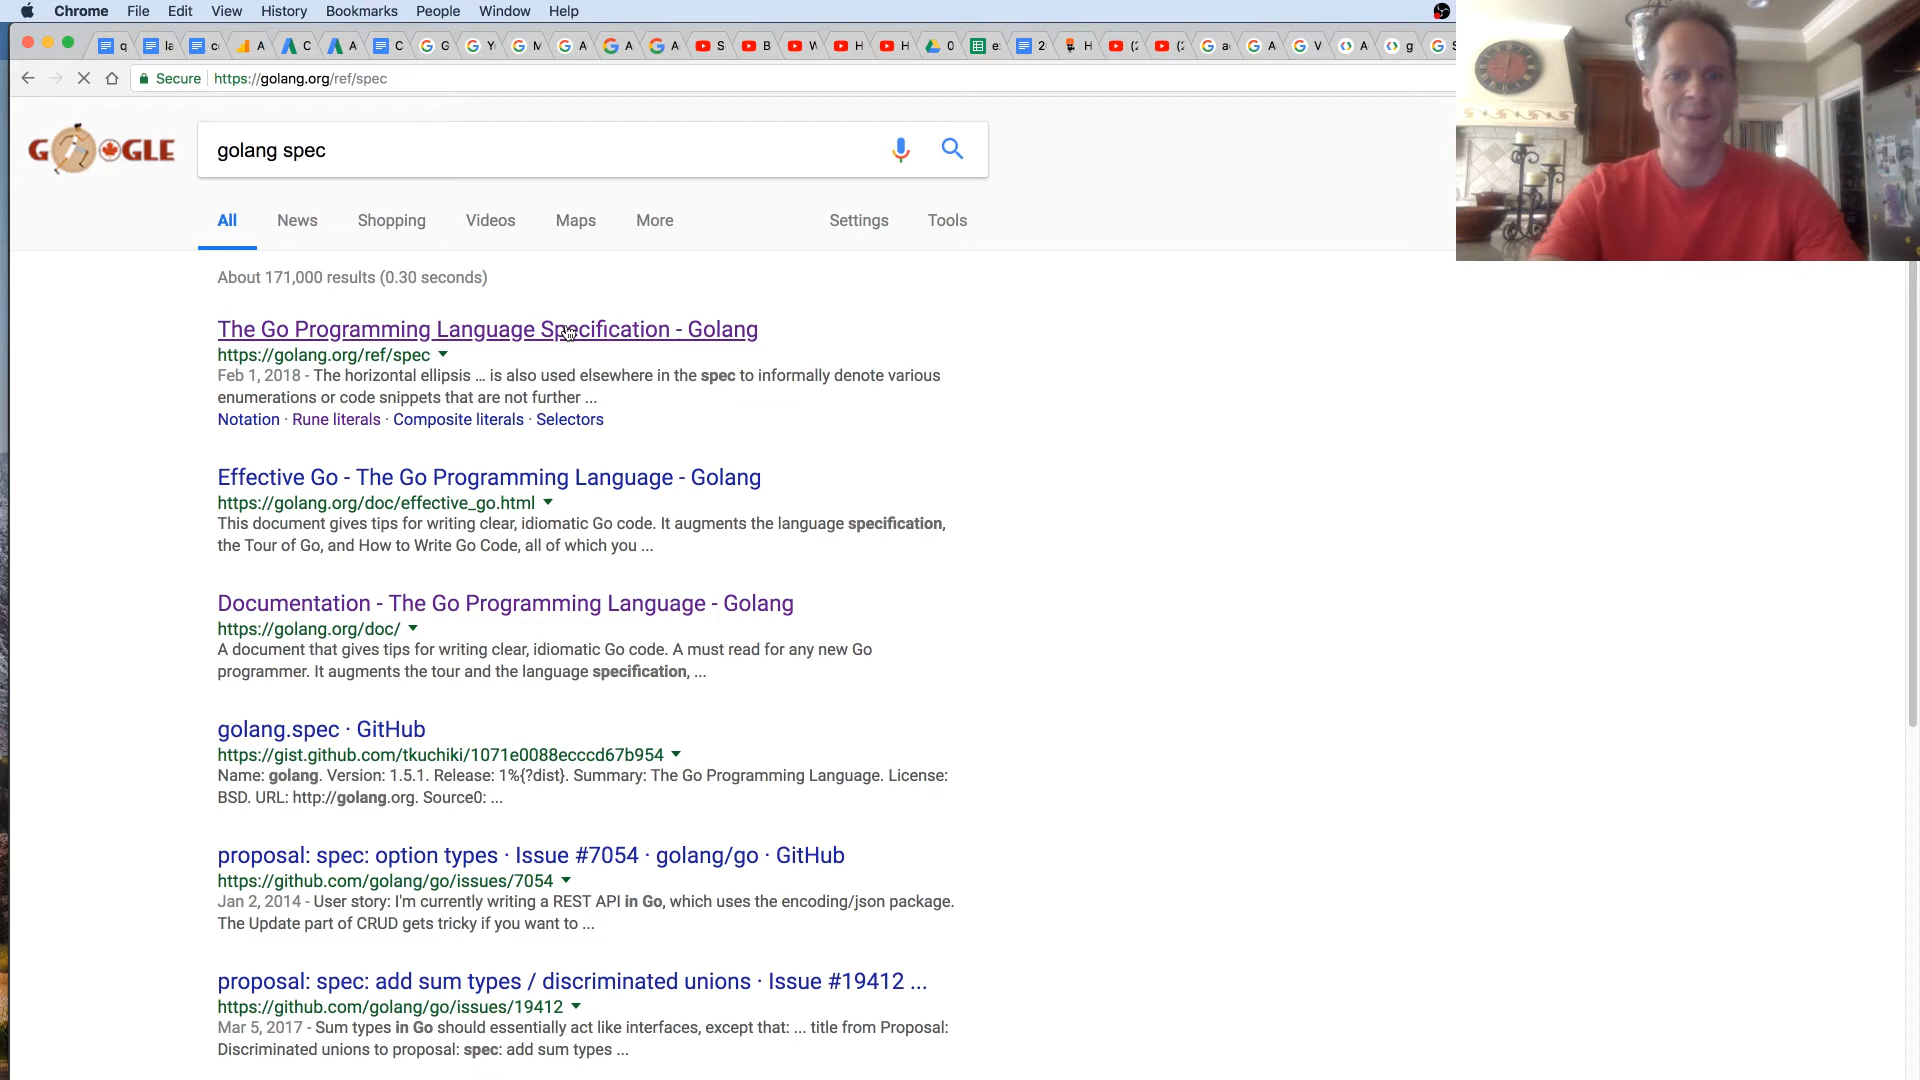 Chrome File Edit View History Bookmarks People Window Help
Secure https://golang.org/ref/spec
GOOGLE
golang spec
All News Shopping Videos Maps More Settings Tools
About 171,000 results (0.30 seconds)
The Go Programming Language Specification - Golang
https://golang.org/ref/spec
Feb 1, 2018 - The horizontal ellipsis ... is also used elsewhere in the spec to informally denote various
enumerations or code snippets that are not further ...
Notation · Rune literals · Composite literals · Selectors
Effective Go - The Go Programming Language - Golang
https://golang.org/doc/effective_go.html
This document gives tips for writing clear, idiomatic Go code. It augments the language specification,
the Tour of Go, and How to Write Go Code, all of which you ...
Documentation - The Go Programming Language - Golang
https://golang.org/doc/
A document that gives tips for writing clear, idiomatic Go code. A must read for any new Go
programmer. It augments the tour and the language specification, ...
golang.spec · GitHub
https://gist.github.com/tkuchiki/1071e0088ecccd67b954
Name: golang. Version: 1.5.1. Release: 1%{?dist}. Summary: The Go Programming Language. License:
BSD. URL: http://golang.org. Source0: ...
proposal: spec: option types · Issue #7054 · golang/go · GitHub
https://github.com/golang/go/issues/7054
Jan 2, 2014 - User story: I'm currently writing a REST API in Go, which uses the encoding/json package.
The Update part of CRUD gets tricky if you want to ...
proposal: spec: add sum types / discriminated unions · Issue #19412 ...
https://github.com/golang/go/issues/19412
Mar 5, 2017 - Sum types in Go should essentially act like interfaces, except that: ... title from Proposal:
Discriminated unions to proposal: spec: add sum types ...